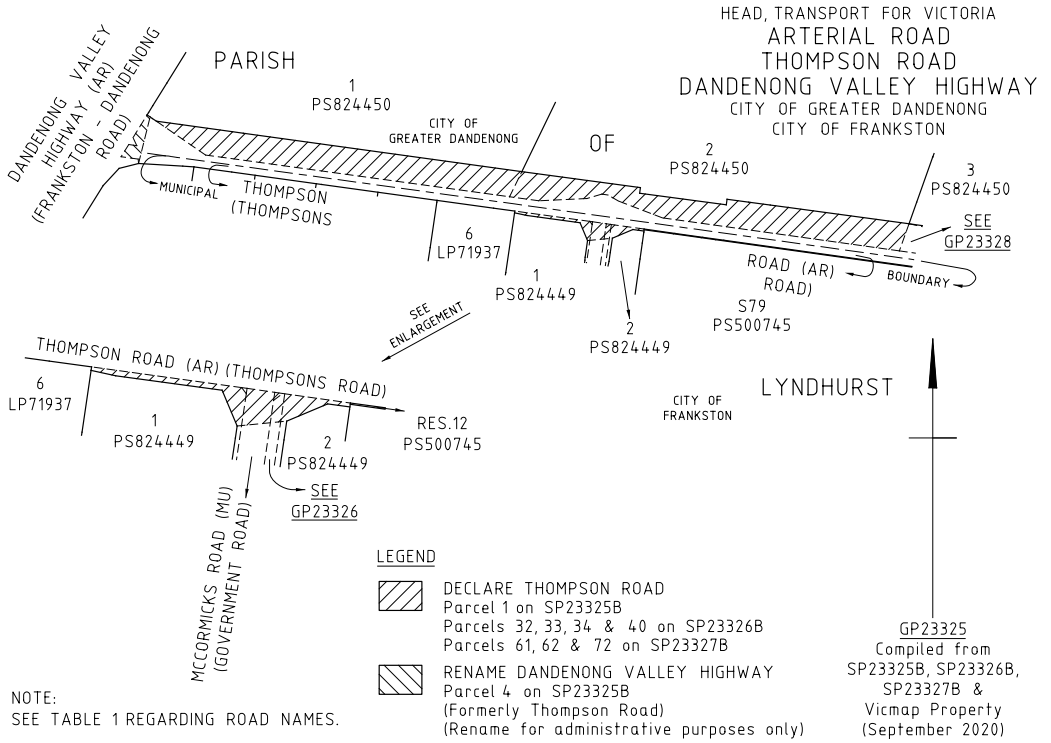 HEAD, TRANSPORT FOR VICTORIA
ARTERIAL ROAD
THOMPSON ROAD
DANDENONG VALLEY HIGHWAY
CITY OF GREATER DANDENONG
CITY OF FRANKSTON
DANDENONG VALLEY
HIGHWAY (AR)
(FRANKSTON - DANDENONG
ROAD)
PARISH
1
PS824450
CITY OF
GREATER DANDENONG
OF
2
PS824450
3
PS824450
SEE
GP23328
MUNICIPAL
THOMPSON
(THOMPSONS
6
LP71937
1
PS824449
2
PS824449
ROAD (AR)
ROAD)
BOUNDARY
S79
PS500745
SEE
ENLARGEMENT
LYNDHURST
CITY OF
FRANKSTON
THOMPSON ROAD (AR) (THOMPSONS ROAD)
6
LP71937
1
PS824449
2
PS824449
RES.12
PS500745
SEE
GP23326
MCCORMICKS ROAD (MU)
(GOVERNMENT ROAD)
LEGEND
DECLARE THOMPSON ROAD
Parcel 1 on SP23325B
Parcels 32, 33, 34 & 40 on SP23326B
Parcels 61, 62 & 72 on SP23327B
RENAME DANDENONG VALLEY HIGHWAY
Parcel 4 on SP23325B
(Formerly Thompson Road)
(Rename for administrative purposes only)
GP23325
Compiled from
SP23325B, SP23326B,
SP23327B &
Vicmap Property
(September 2020)
NOTE:
SEE TABLE 1 REGARDING ROAD NAMES.